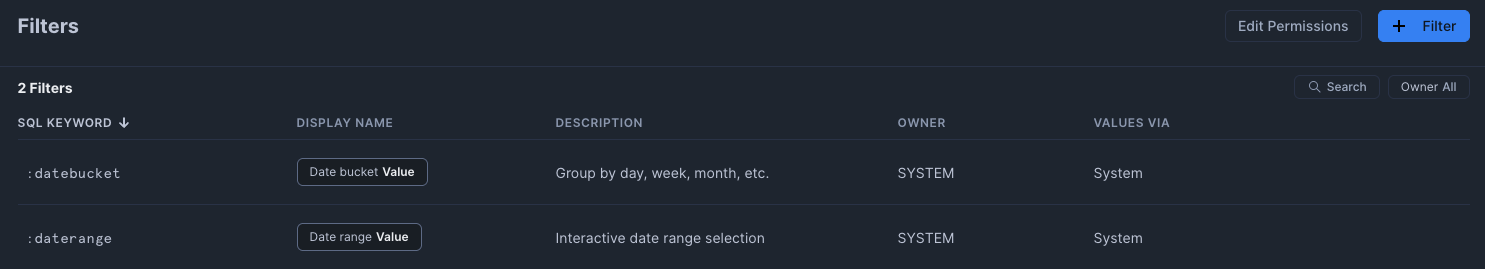 Filters
Edit Permissions
+ Filter
2 Filters
Search
Owner All
SQL KEYWORD ↓ DISPLAY NAME DESCRIPTION OWNER VALUES VIA
:datebucket Date bucket Value Group by day, week, month, etc. SYSTEM System
:daterange Date range Value Interactive date range selection SYSTEM System